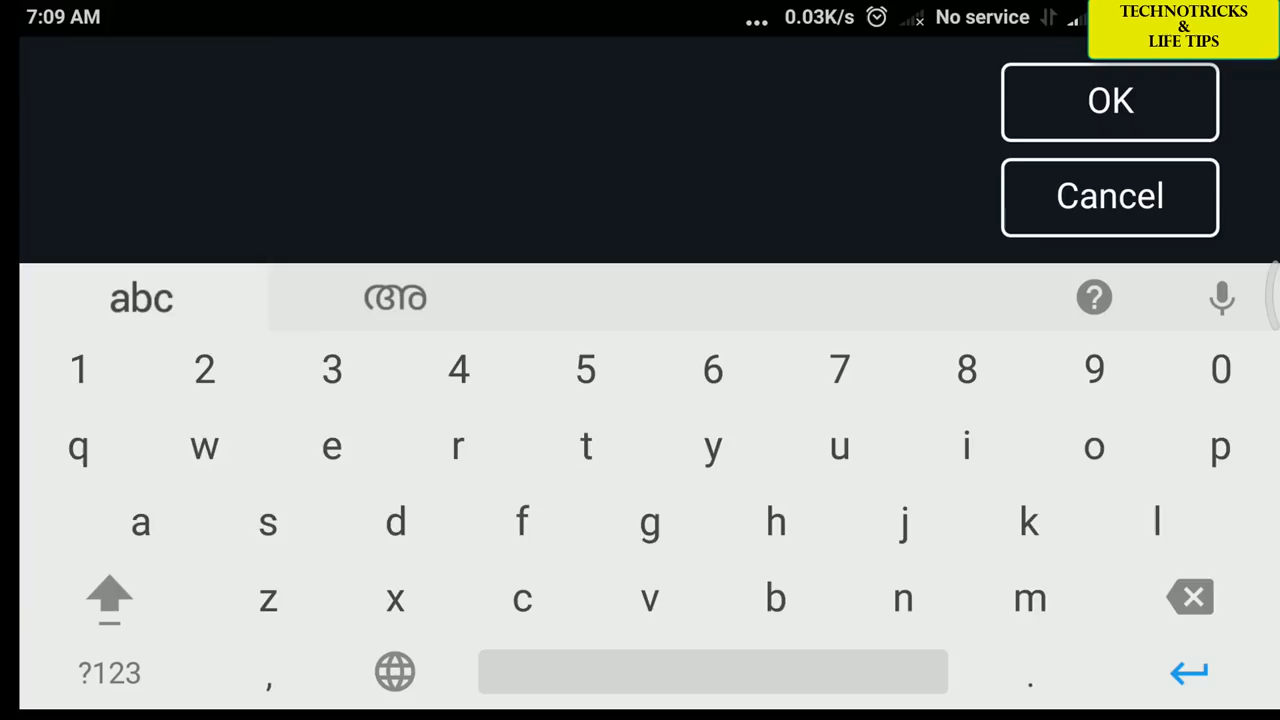 7:09 AM
... 0.03K/s No service
TECHNOTRICKS
&
LIFE TIPS
OK
Cancel
abc അ ?
1 2 3 4 5 6 7 8 9 0
q w e r t y u i o p
a s d f g h j k l
z x c v b n m
?123 , .